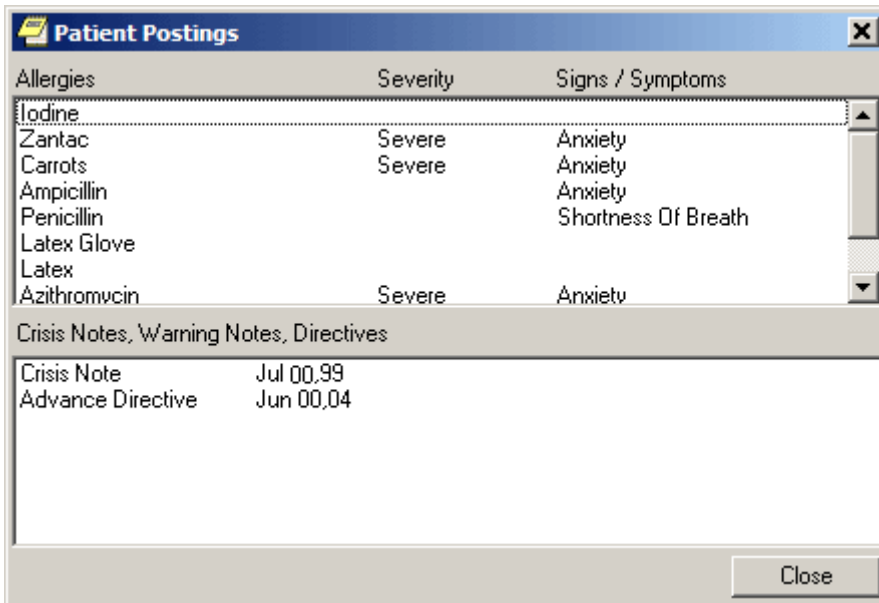 Patient Postings
Allergies Severity Signs / Symptoms
Iodine
Zantac Severe Anxiety
Carrots Severe Anxiety
Ampicillin Anxiety
Penicillin Shortness Of Breath
Latex Glove
Latex
Azithromycin Severe Anxiety
Crisis Notes, Warning Notes, Directives
Crisis Note Jul 00,99
Advance Directive Jun 00,04
Close